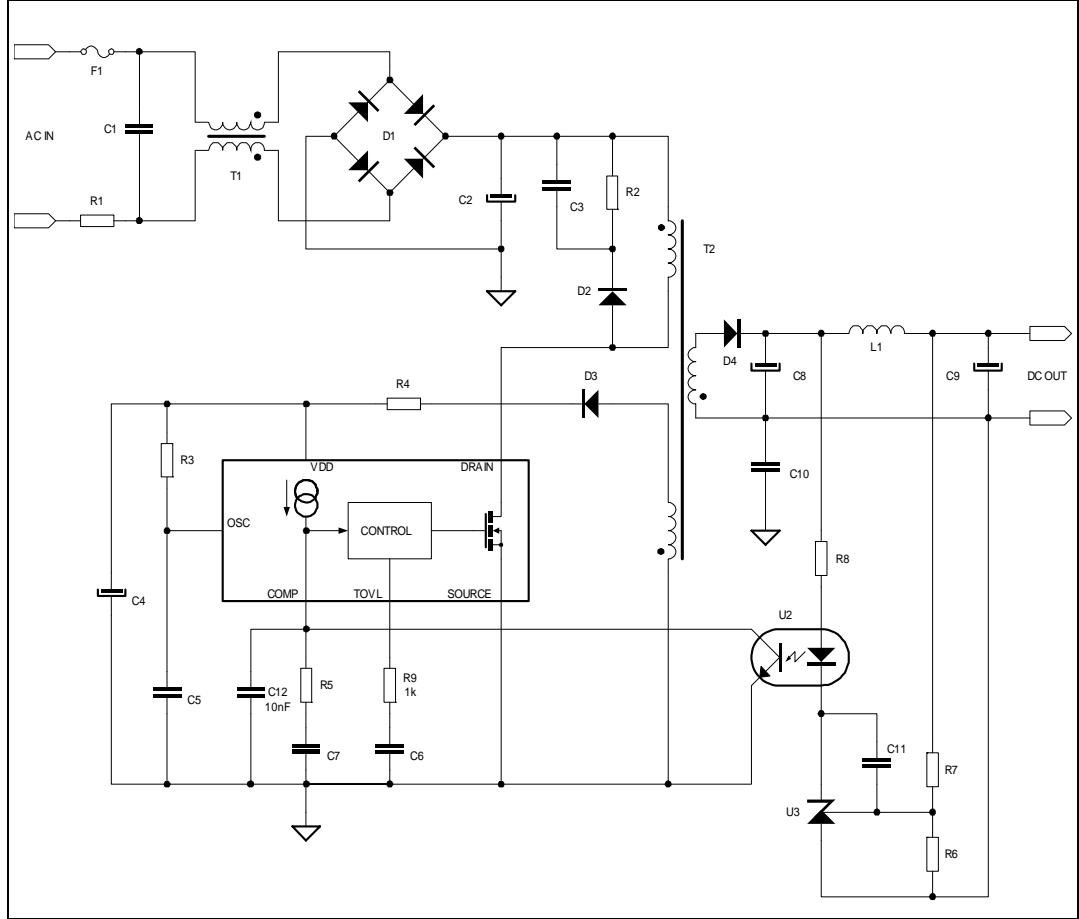 F1
AC IN
C1
T1
D1
R1
C2
C3
R2
T2
D2
D4
L1
C8
C9
DC OUT
D3
R4
R3
VDD
DRAIN
C10
OSC
CONTROL
R8
COMP
TOVL
SOURCE
C4
U2
C5
C12
10nF
R5
R9
1k
C7
C6
C11
R7
U3
R6